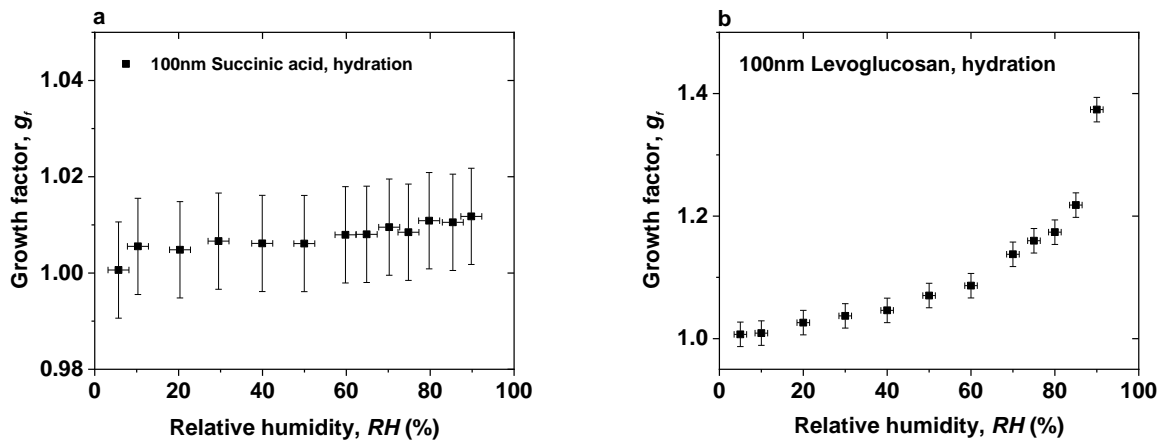 a
100nm Succinic acid, hydration
1.04
1.02
1.00
0.98
Growth factor, gf
0 20 40 60 80 100
Relative humidity, RH (%)
b
100nm Levoglucosan, hydration
1.4
1.2
1.0
Growth factor, gf
0 20 40 60 80 100
Relative humidity, RH (%)